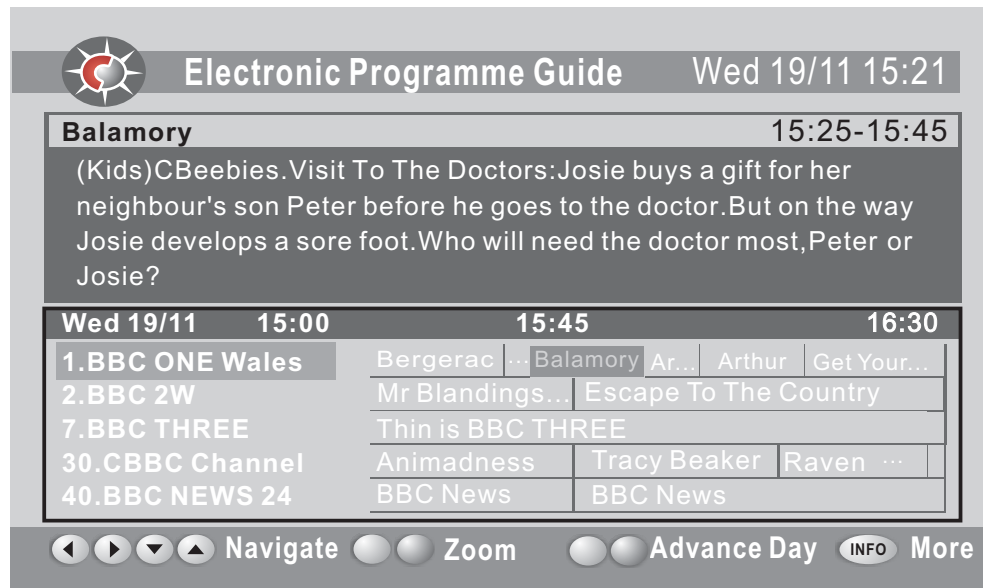 Electronic Programme Guide Wed 19/11 15:21
Balamory 15:25-15:45
(Kids)CBeebies.Visit To The Doctors:Josie buys a gift for her
neighbour's son Peter before he goes to the doctor.But on the way
Josie develops a sore foot.Who will need the doctor most,Peter or
Josie?
Wed 19/11 15:00 15:45 16:30
1.BBC ONE Wales Bergerac ... Balamory Ar... Arthur Get Your...
2.BBC 2W Mr Blandings... Escape To The Country
7.BBC THREE Thin is BBC THREE
30.CBBC Channel Animadness Tracy Beaker Raven ...
40.BBC NEWS 24 BBC News BBC News
Navigate Zoom Advance Day INFO More